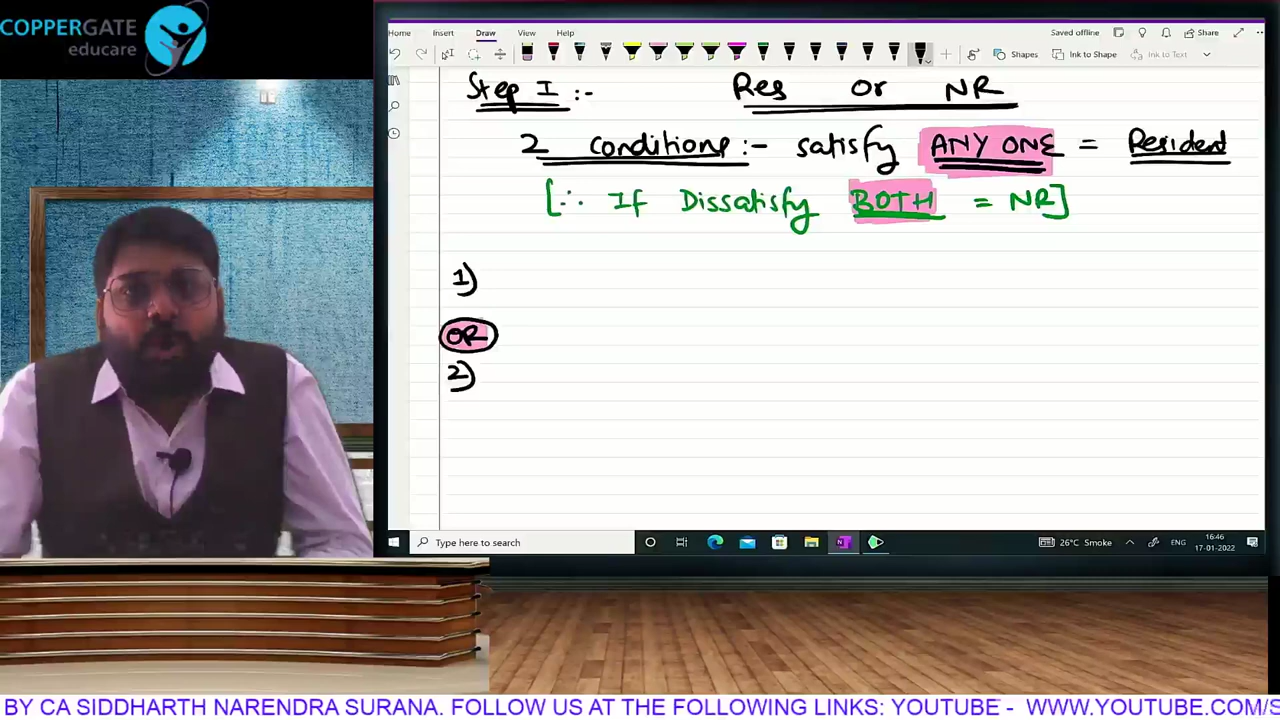 COPPERGATE
educare
Home Insert Draw View Help
Saved offline
Share
Shapes
Ink to Shape
Ink to Text
Step I :- Res Or NR
2 conditions :- satisfy ANY ONE = Resident
[∴ If Dissatisfy BOTH = NR]
1)
OR
2)
Type here to search
26°C Smoke
ENG
16:46
17-01-2022
BY CA SIDDHARTH NARENDRA SURANA. FOLLOW US AT THE FOLLOWING LINKS: YOUTUBE - WWW.YOUTUBE.COM/S